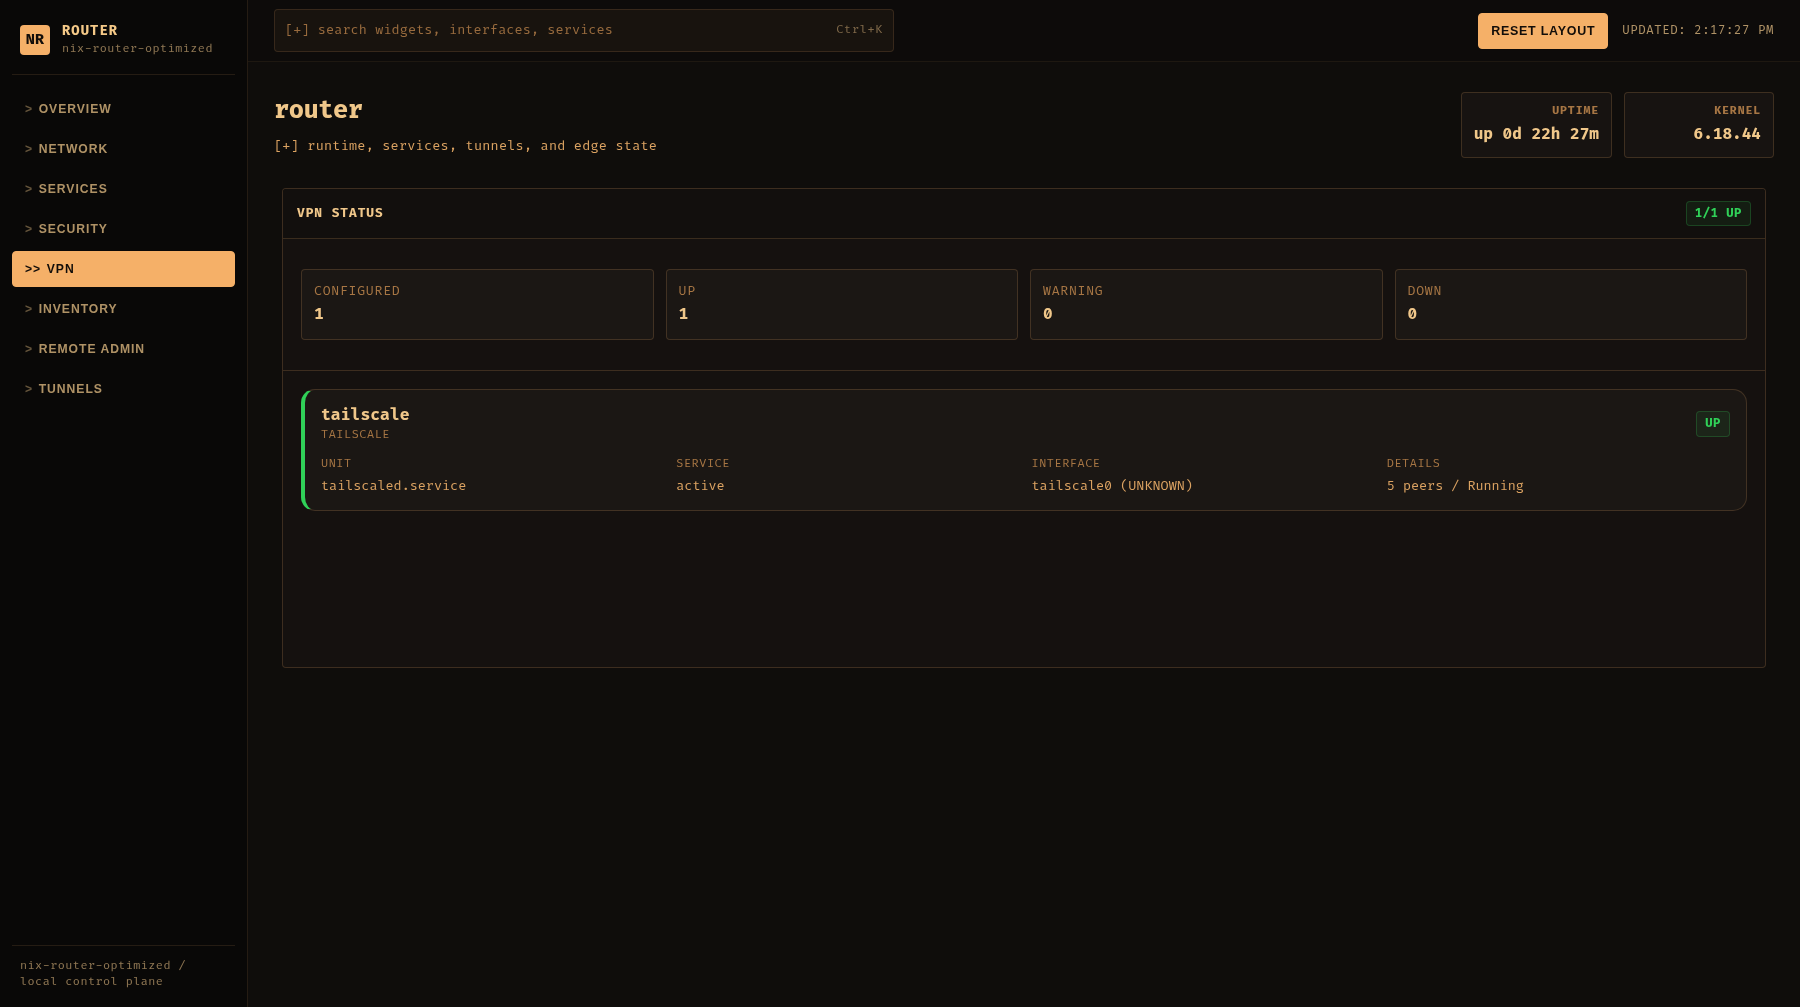 NR
ROUTER
nix-router-optimized
[+] search widgets, interfaces, services Ctrl+K
RESET LAYOUT
UPDATED: 2:17:27 PM
> OVERVIEW
> NETWORK
> SERVICES
> SECURITY
>> VPN
> INVENTORY
> REMOTE ADMIN
> TUNNELS
nix-router-optimized /
local control plane
router
[+] runtime, services, tunnels, and edge state
UPTIME
up 0d 22h 27m
KERNEL
6.18.44
VPN STATUS
1/1 UP
CONFIGURED
1
UP
1
WARNING
0
DOWN
0
tailscale
TAILSCALE
UP
UNIT
tailscaled.service
SERVICE
active
INTERFACE
tailscale0 (UNKNOWN)
DETAILS
5 peers / Running